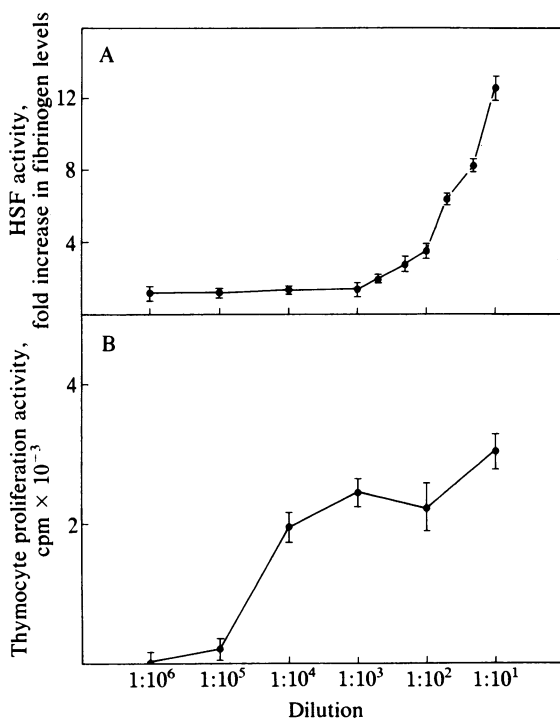 A
HSF activity,
fold increase in fibrinogen levels
12
8
4
B
Thymocyte proliferation activity,
cpm × 10⁻³
4
2
1:10⁶ 1:10⁵ 1:10⁴ 1:10³ 1:10² 1:10¹
Dilution